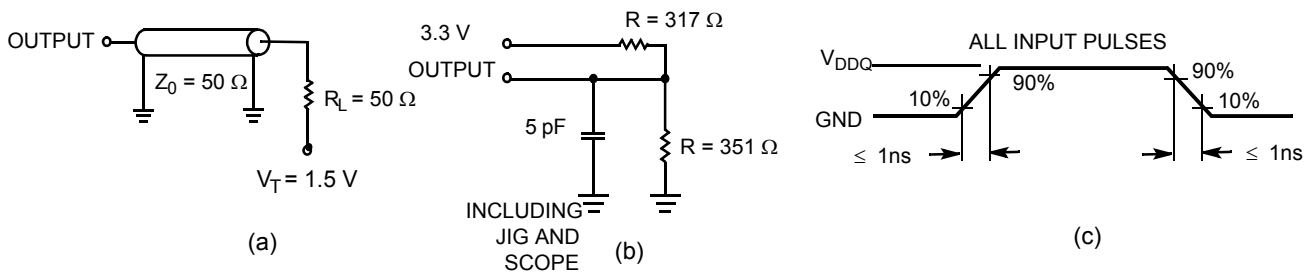 OUTPUT
Z0 = 50 Ω
RL = 50 Ω
VT = 1.5 V
(a)
R = 317 Ω
3.3 V
OUTPUT
5 pF
R = 351 Ω
INCLUDING
JIG AND
SCOPE
(b)
ALL INPUT PULSES
VDDQ
90%
90%
10%
10%
GND
≤ 1ns
≤ 1ns
(c)